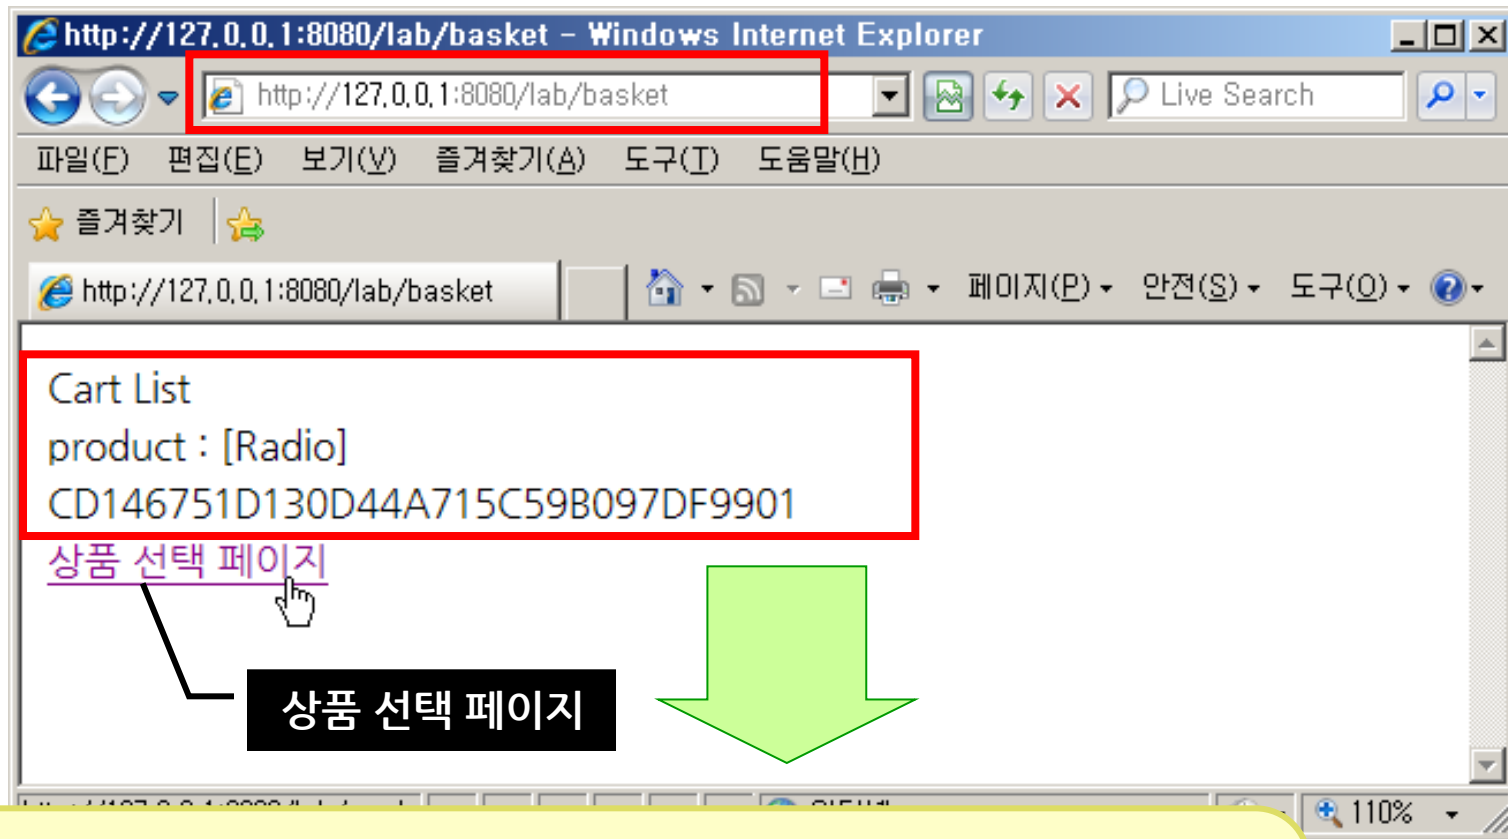 http://127.0.0.1:8080/lab/basket - Windows Internet Explorer
http://127.0.0.1:8080/lab/basket
Live Search
파일(F) 편집(E) 보기(V) 즐겨찾기(A) 도구(T) 도움말(H)
즐겨찾기
http://127.0.0.1:8080/lab/basket
페이지(P) 안전(S) 도구(O)
Cart List
product : [Radio]
CD146751D130D44A715C59B097DF9901
상품 선택 페이지
상품 선택 페이지
110%